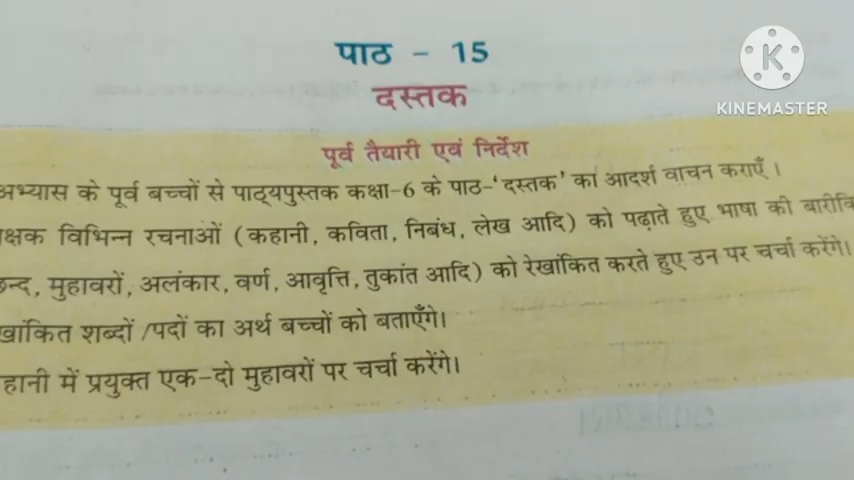 पाठ - 15
दस्तक
पूर्व तैयारी एवं निर्देश
अभ्यास के पूर्व बच्चों से पाठ्यपुस्तक कक्षा-6 के पाठ-'दस्तक' का आदर्श वाचन कराएँ ।
विभिन्न रचनाओं (कहानी, कविता, निबंध, लेख आदि) को पढ़ाते हुए भाषा की
मुहावरों, अलंकार, वर्ण, आवृत्ति, तुकांत आदि) को रेखांकित करते हुए उन पर चर्चा करेंगे।
शब्दों /पदों का अर्थ बच्चों को बताएँगे।
में प्रयुक्त एक-दो मुहावरों पर चर्चा करेंगे।
K
KINEMASTER